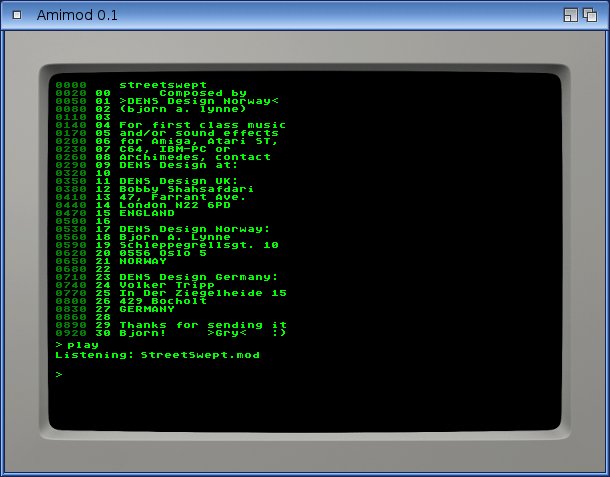 Amimod 0.1
0000    streetswept
0020 00       Composed by
0050 01 >DENS Design Norway<
0080 02 (bjorn a. lynne)
0110 03
0140 04 For first class music
0170 05 and/or sound effects
0200 06 for Amiga, Atari ST,
0230 07 C64, IBM-PC or
0260 08 Archimedes, contact
0290 09 DENS Design at:
0320 10
0350 11 DENS Design UK:
0380 12 Bobby Shahsafdari
0410 13 47, Farrant Ave.
0440 14 London N22 6PD
0470 15 ENGLAND
0500 16
0530 17 DENS Design Norway:
0560 18 Bjorn A. Lynne
0590 19 Schleppegrellsgt. 10
0620 20 0556 Oslo 5
0650 21 NORWAY
0680 22
0710 23 DENS Design Germany:
0740 24 Volker Tripp
0770 25 In Der Ziegelheide 15
0800 26 429 Bocholt
0830 27 GERMANY
0860 28
0890 29 Thanks for sending it
0920 30 Bjorn!     >Gry<   :)
> play
Listening: StreetSwept.mod
>